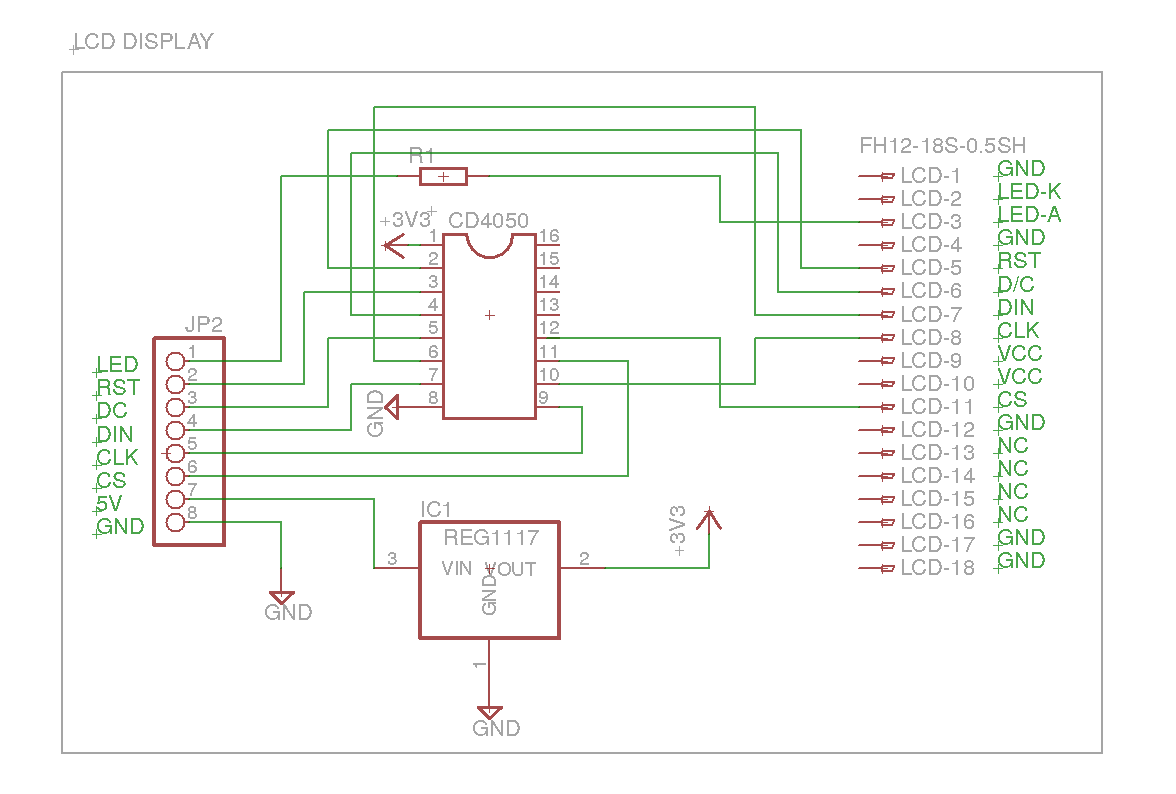 LCD DISPLAY
R1
FH12-18S-0.5SH
LCD-1 GND
LCD-2 LED-K
LCD-3 LED-A
LCD-4 GND
LCD-5 RST
LCD-6 D/C
LCD-7 DIN
LCD-8 CLK
LCD-9 VCC
LCD-10 VCC
LCD-11 CS
LCD-12 GND
LCD-13 NC
LCD-14 NC
LCD-15 NC
LCD-16 NC
LCD-17 GND
LCD-18 GND
+3V3
CD4050
1 16
2 15
3 14
4 13
5 12
6 11
7 10
8 9
GND
JP2
LED 1
RST 2
DC 3
DIN 4
CLK 5
CS 6
5V 7
GND 8
GND
IC1
REG1117
3 VIN VOUT 2
GND
1
GND
+3V3